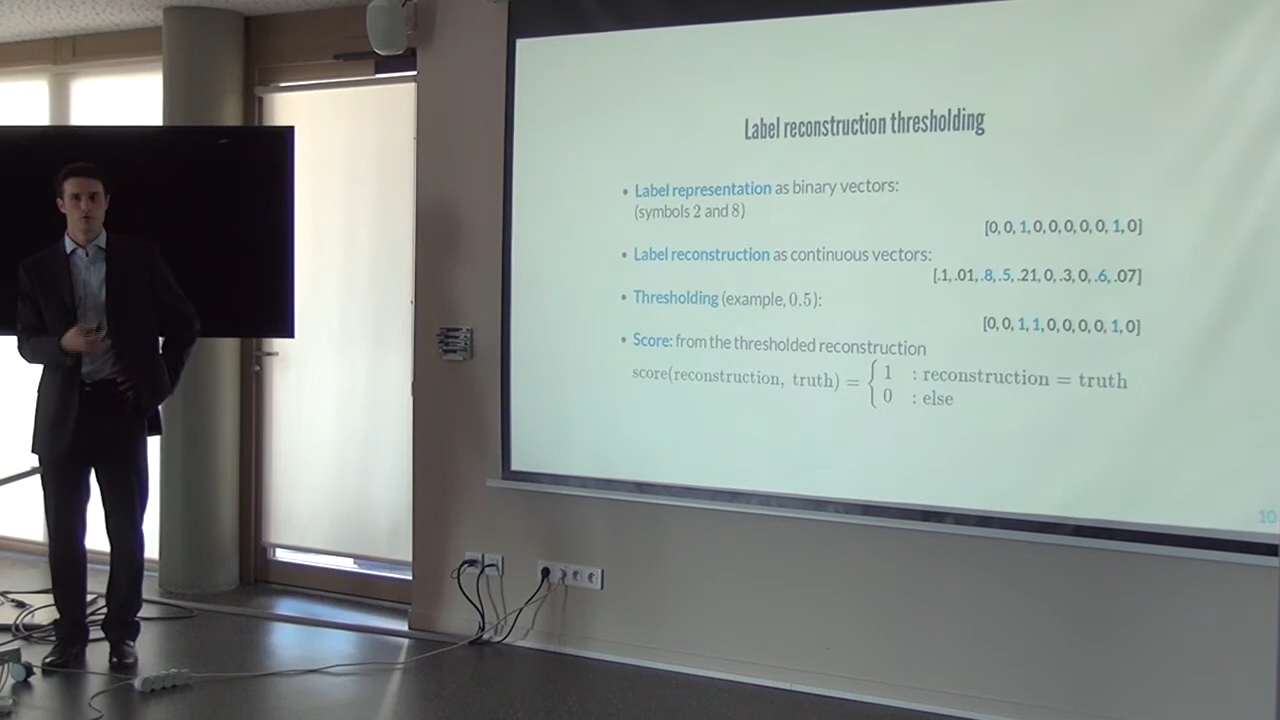 Label reconstruction thresholding
• Label representation as binary vectors:
(symbols 2 and 8)
[0, 0, 1, 0, 0, 0, 0, 0, 1, 0]
• Label reconstruction as continuous vectors:
[.1, .01, .8, .5, .21, 0, .3, 0, .6, .07]
• Thresholding (example, 0.5):
[0, 0, 1, 1, 0, 0, 0, 0, 1, 0]
• Score: from the thresholded reconstruction
score(reconstruction, truth) = { 1 : reconstruction = truth
0 : else
10